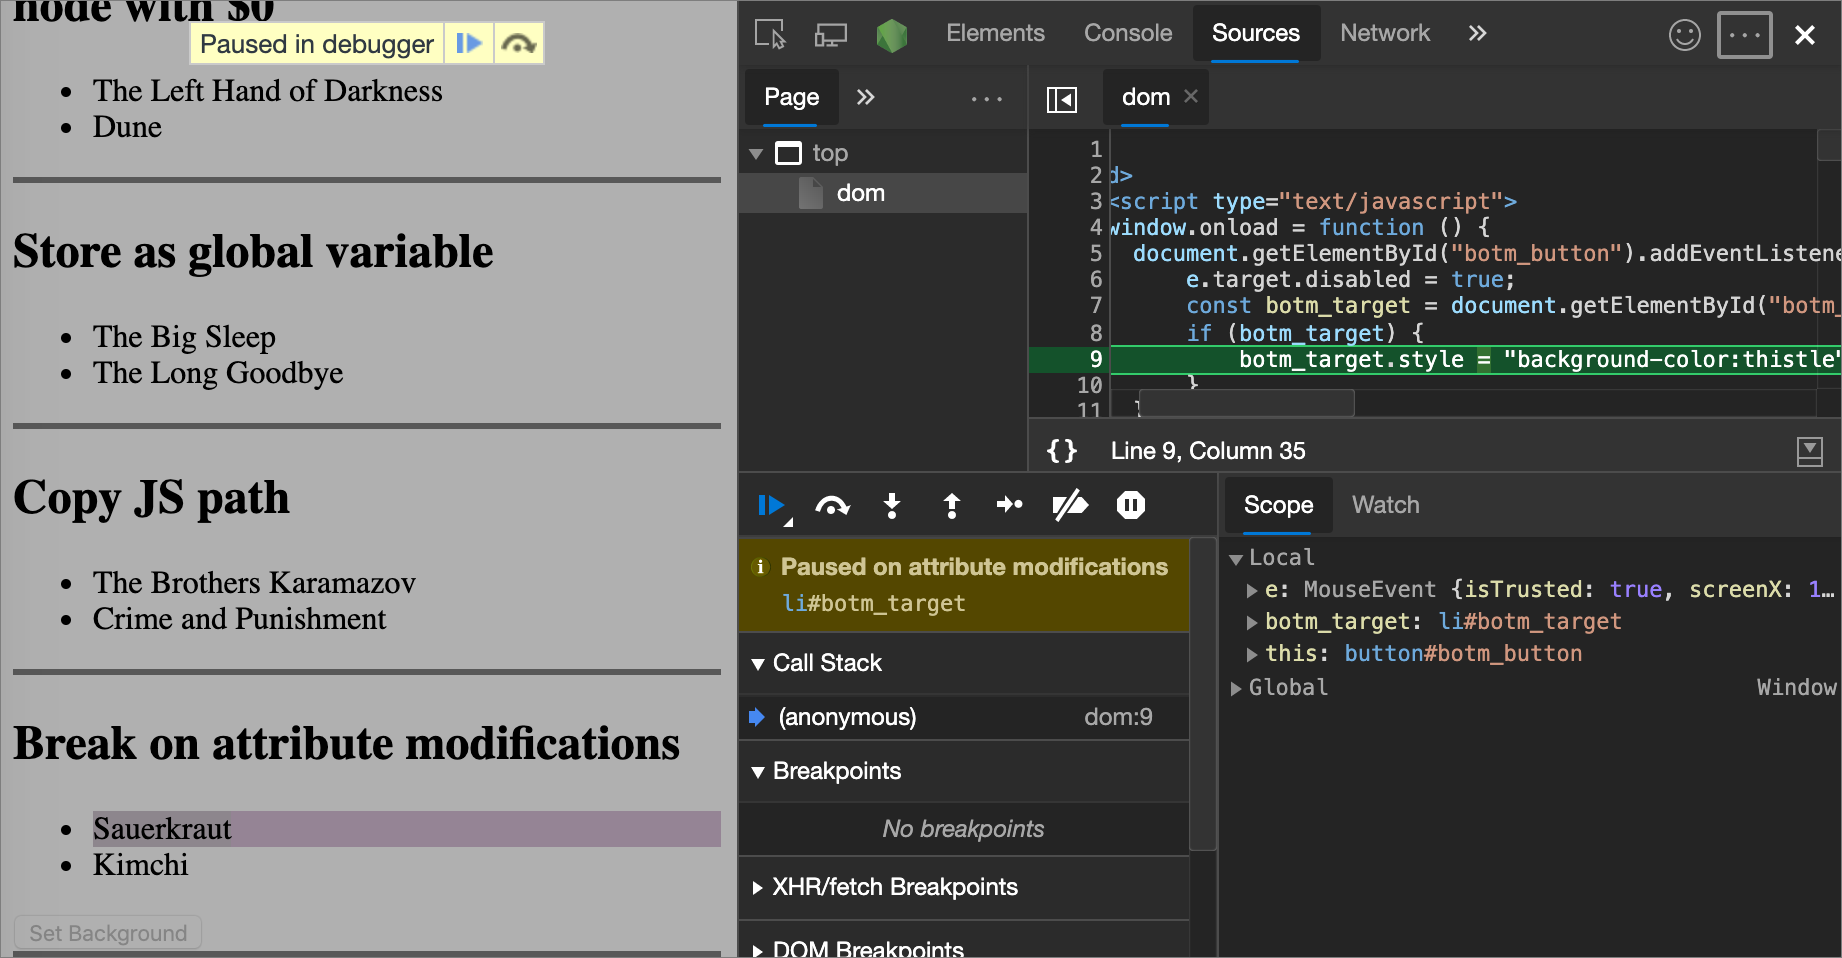 node with $0
Paused in debugger
The Left Hand of Darkness
Dune
Store as global variable
The Big Sleep
The Long Goodbye
Copy JS path
The Brothers Karamazov
Crime and Punishment
Break on attribute modifications
Sauerkraut
Kimchi
Set Background
Elements Console Sources Network
Page
top
dom
dom
1
2 d>
3 <script type="text/javascript">
4 window.onload = function () {
5 document.getElementById("botm_button").addEventListene
6 e.target.disabled = true;
7 const botm_target = document.getElementById("botm_
8 if (botm_target) {
9 botm_target.style = "background-color:thistle"
10 }
11 }
{} Line 9, Column 35
Paused on attribute modifications
li#botm_target
Call Stack
(anonymous) dom:9
Breakpoints
No breakpoints
XHR/fetch Breakpoints
DOM Breakpoints
Scope Watch
Local
e: MouseEvent {isTrusted: true, screenX: 1…
botm_target: li#botm_target
this: button#botm_button
Global Window